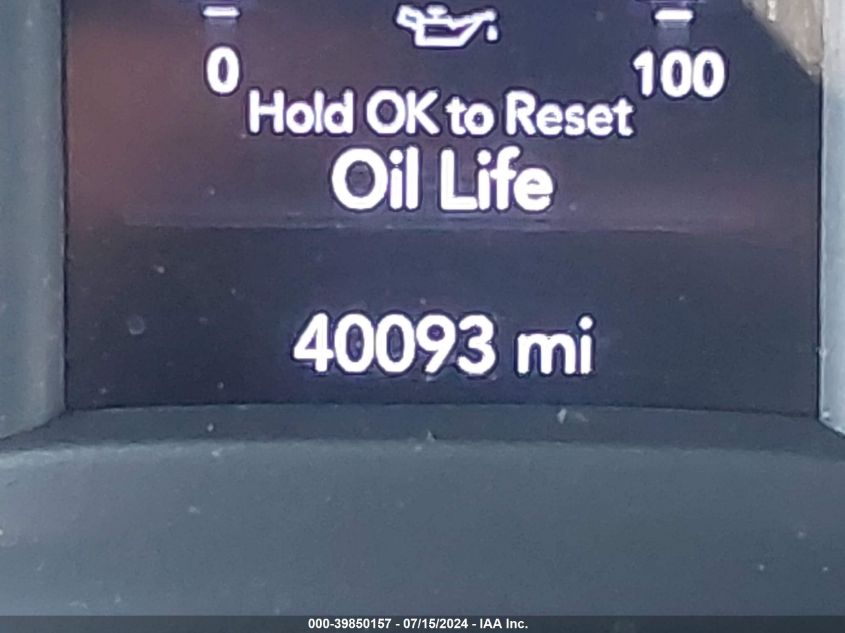 0 100
Hold OK to Reset
Oil Life
40093 mi
000-39850157 - 07/15/2024 - IAA Inc.